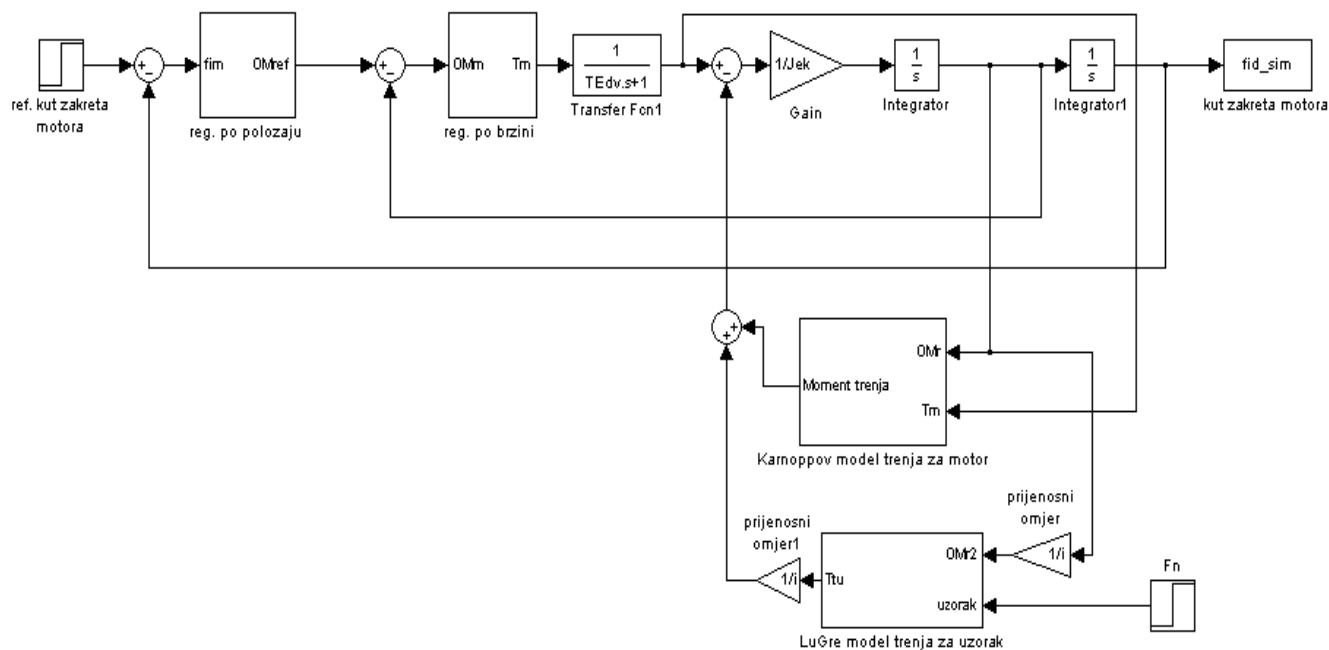 ref. kut zakreta
motora
+
−
fim
OMref
reg. po polozaju
+
−
OMm
Tm
reg. po brzini
1
TEdv.s+1
Transfer Fcn1
+
−
1/Jek
Gain
1
s
Integrator
1
s
Integrator1
fid_sim
kut zakreta motora
+
+
OMr
Moment trenja
Tm
Karnoppov model trenja za motor
prijenosni
omjer
1/i
prijenosni
omjer1
1/i
OMr2
Ttu
uzorak
LuGre model trenja za uzorak
Fn